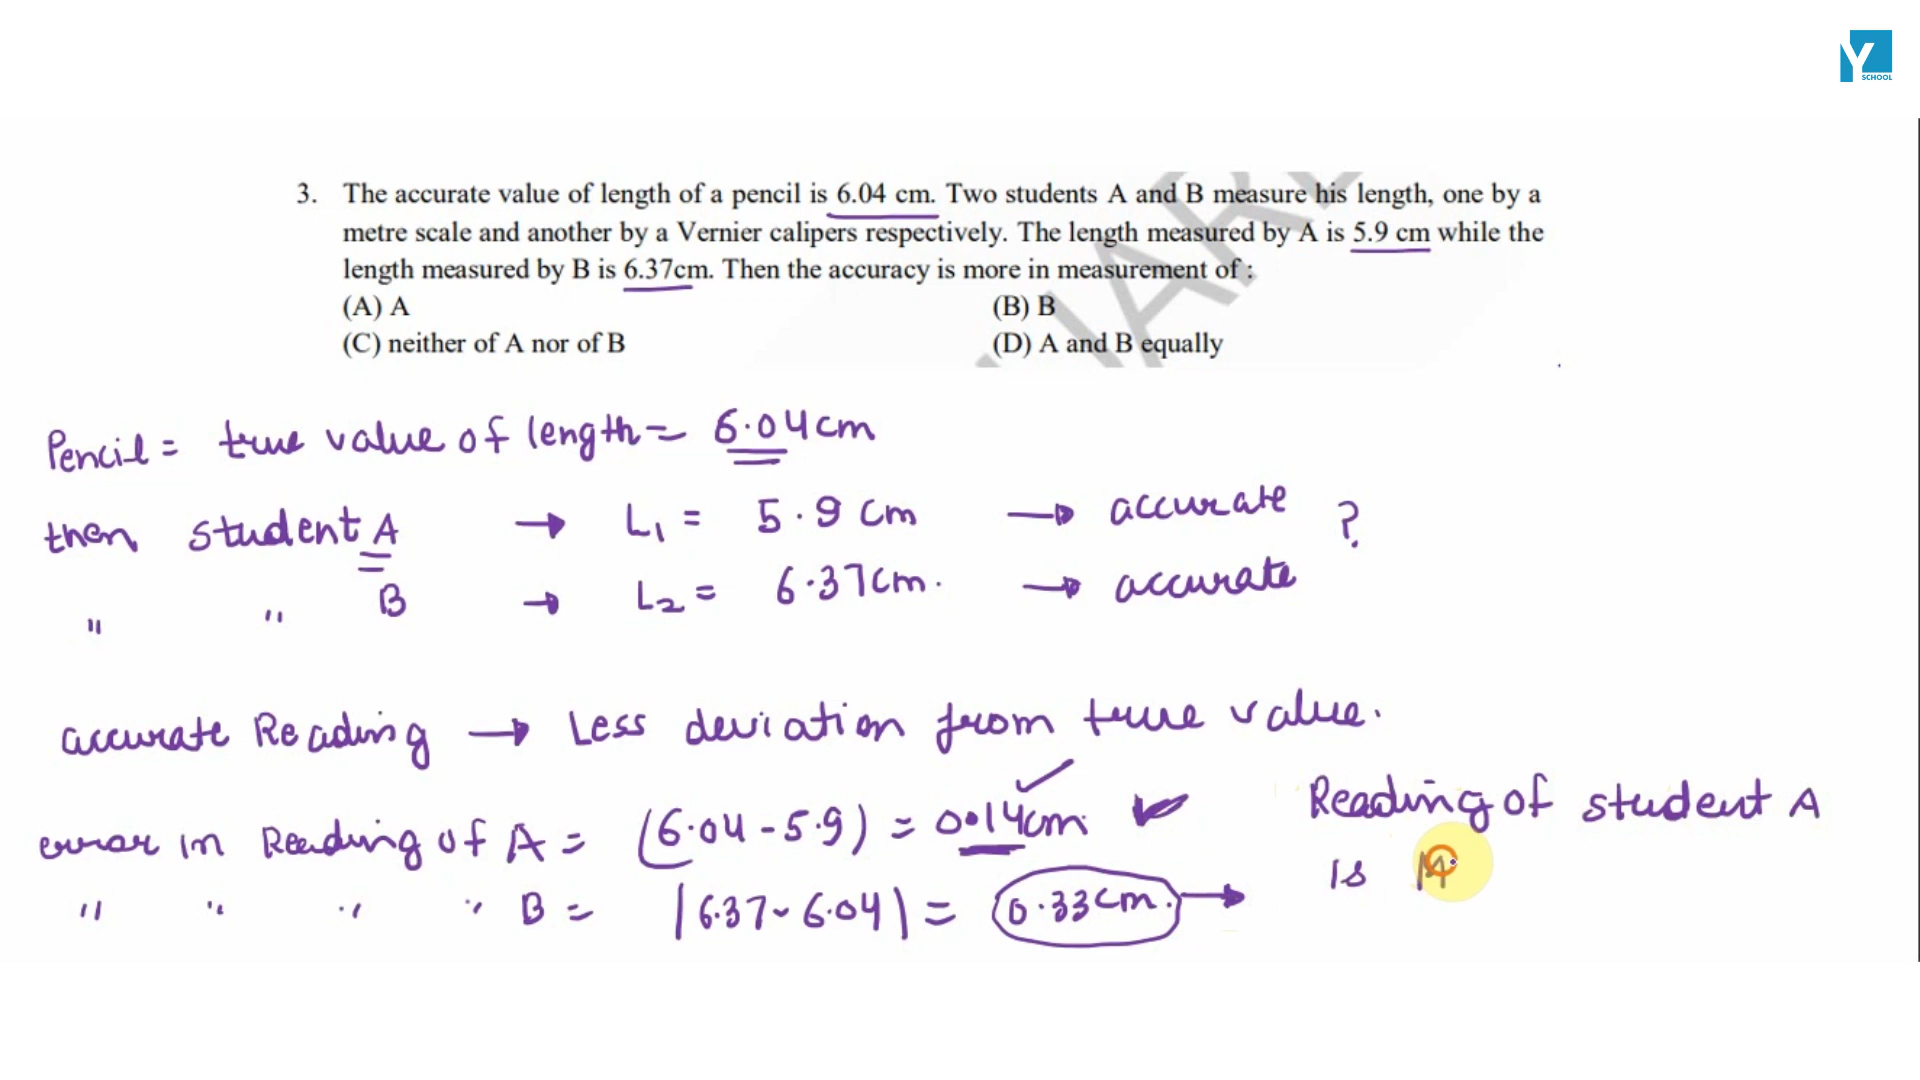 Y SCHOOL
3. The accurate value of length of a pencil is 6.04 cm. Two students A and B measure his length, one by a
metre scale and another by a Vernier calipers respectively. The length measured by A is 5.9 cm while the
length measured by B is 6.37cm. Then the accuracy is more in measurement of :
(A) A (B) B
(C) neither of A nor of B (D) A and B equally
Pencil = true value of length = 6.04cm
then student A → L1 = 5.9 cm → accurate ?
" " B → L2 = 6.37cm. → accurate
accurate Reading → Less deviation from true value.
error in Reading of A = (6.04 - 5.9) = 0.14cm ✓
" " " " B = |6.37 - 6.04| = 0.33cm. →
Reading of student A
is